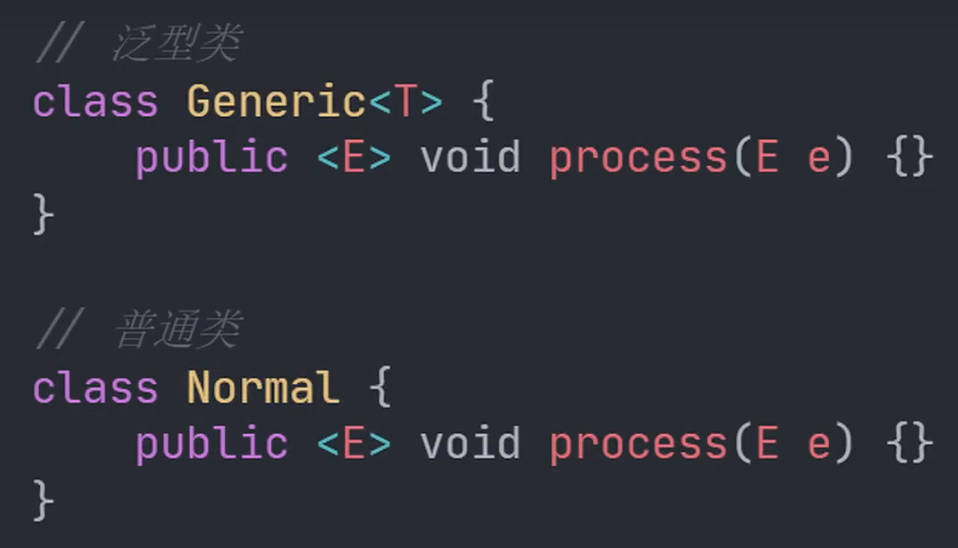 // 泛型类
class Generic<T> {
    public <E> void process(E e) {}
}
// 普通类
class Normal {
    public <E> void process(E e) {}
}